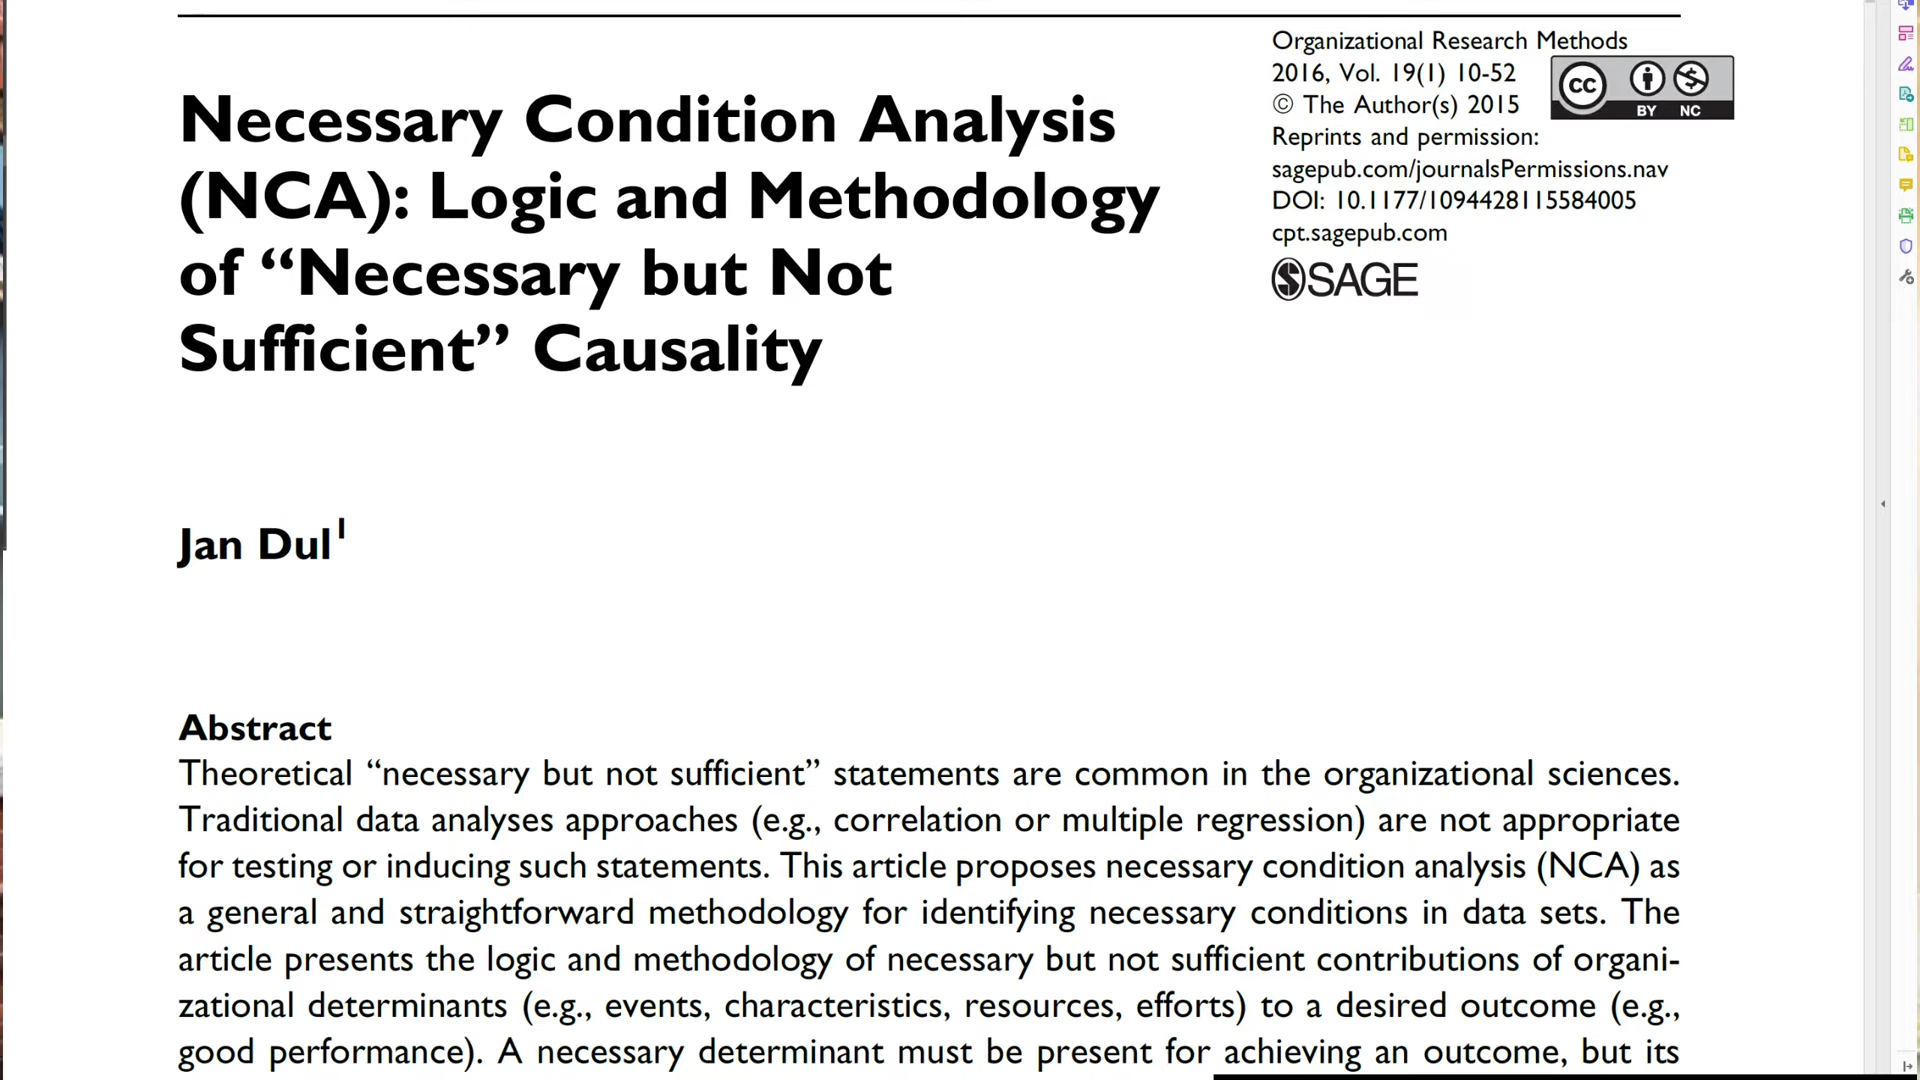 Organizational Research Methods
2016, Vol. 19(1) 10-52
© The Author(s) 2015
Reprints and permission:
sagepub.com/journalsPermissions.nav
DOI: 10.1177/1094428115584005
cpt.sagepub.com
SAGE
cc
BY NC
Necessary Condition Analysis
(NCA): Logic and Methodology
of “Necessary but Not
Sufficient” Causality
Jan Dul1
Abstract
Theoretical “necessary but not sufficient” statements are common in the organizational sciences.
Traditional data analyses approaches (e.g., correlation or multiple regression) are not appropriate
for testing or inducing such statements. This article proposes necessary condition analysis (NCA) as
a general and straightforward methodology for identifying necessary conditions in data sets. The
article presents the logic and methodology of necessary but not sufficient contributions of organi-
zational determinants (e.g., events, characteristics, resources, efforts) to a desired outcome (e.g.,
good performance). A necessary determinant must be present for achieving an outcome, but its